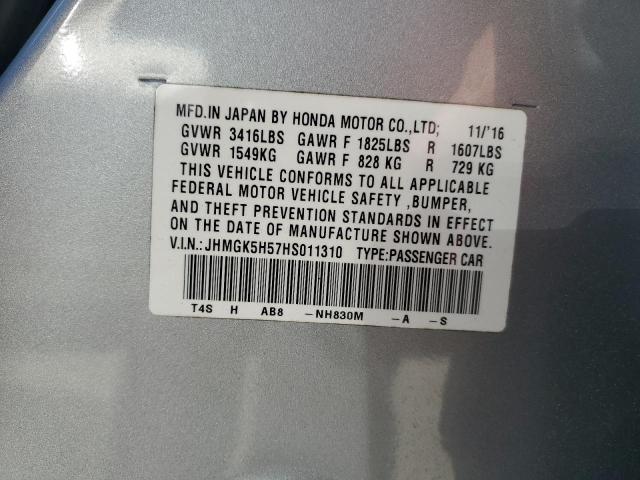 MFD.IN JAPAN BY HONDA MOTOR CO.,LTD; 11/'16
GVWR 3416LBS GAWR F 1825LBS R 1607LBS
GVWR 1549KG GAWR F 828 KG R 729 KG
THIS VEHICLE CONFORMS TO ALL APPLICABLE
FEDERAL MOTOR VEHICLE SAFETY ,BUMPER,
AND THEFT PREVENTION STANDARDS IN EFFECT
ON THE DATE OF MANUFACTURE SHOWN ABOVE.
V.I.N.:JHMGK5H57HS011310 TYPE:PASSENGER CAR
T4S H AB8 -NH830M -A -S